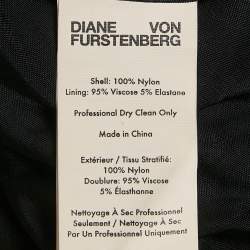 DIANE VON
FURSTENBERG
Shell: 100% Nylon
Lining: 95% Viscose 5% Elastane
Professional Dry Clean Only
Made in China
Extérieur / Tissu Stratifié:
100% Nylon
Doublure: 95% Viscose
5% Élasthanne
Nettoyage À Sec Professionnel
Seulement / Nettoyage À Sec
Par Un Professionnel Uniquement